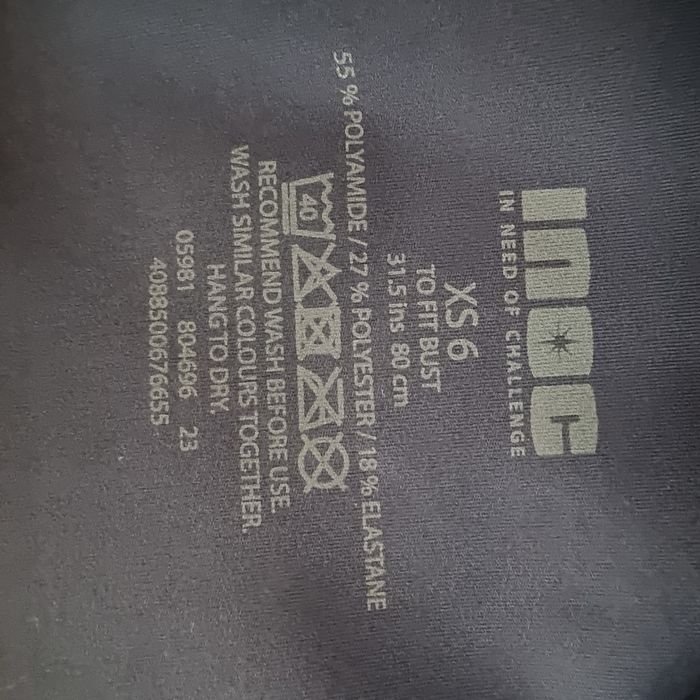 inoc
IN NEED OF CHALLENGE
XS 6
TO FIT BUST
31.5 ins 80 cm
55 % POLYAMIDE / 27 % POLYESTER / 18 % ELASTANE
40
RECOMMEND WASH BEFORE USE.
WASH SIMILAR COLOURS TOGETHER.
HANG TO DRY.
05981 804696 23
4088500676655